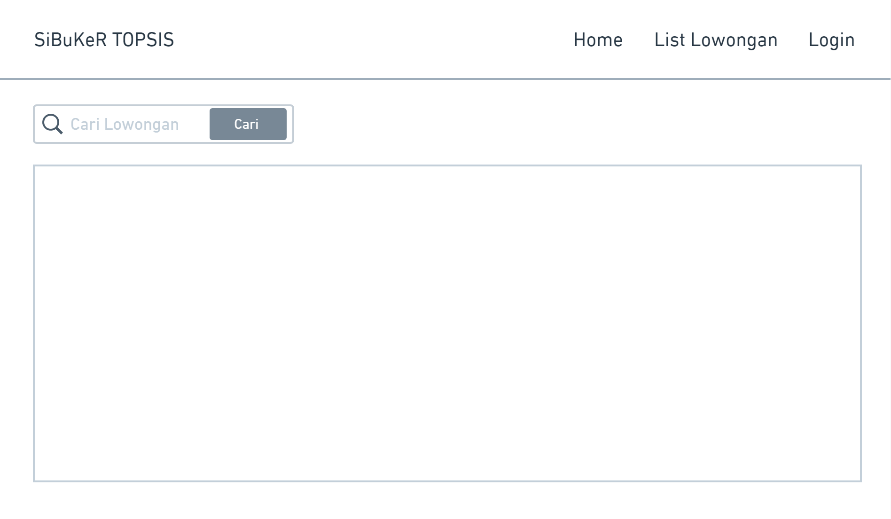 SiBuKeR TOPSIS
Home List Lowongan Login
Cari Lowongan Cari